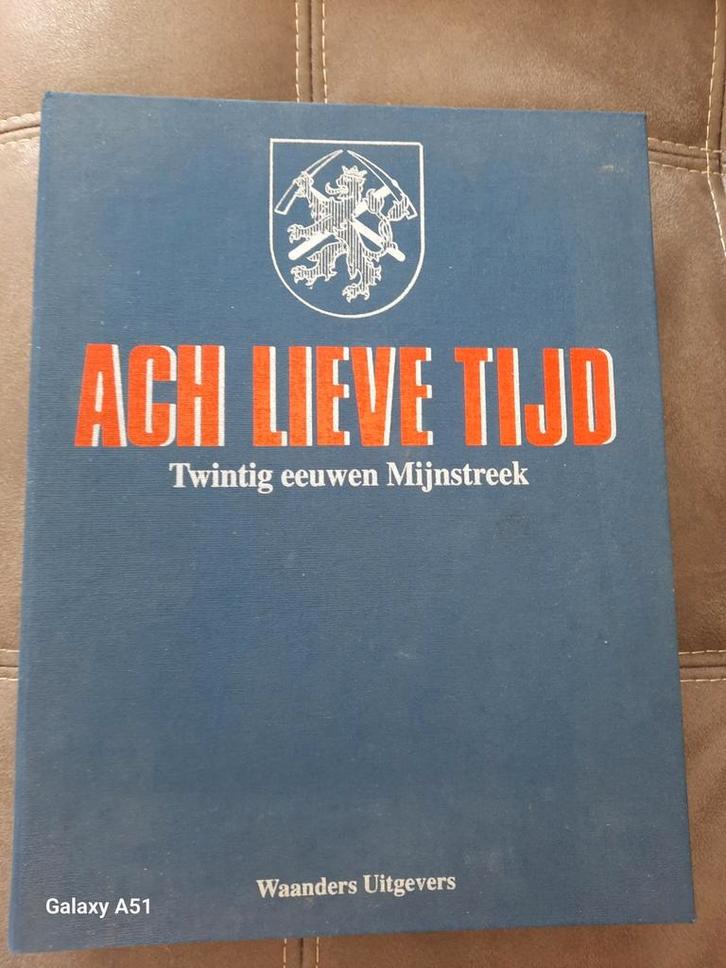 ACH LIEVE TIJD
Twintig eeuwen Mijnstreek
Waanders Uitgevers
Galaxy A51